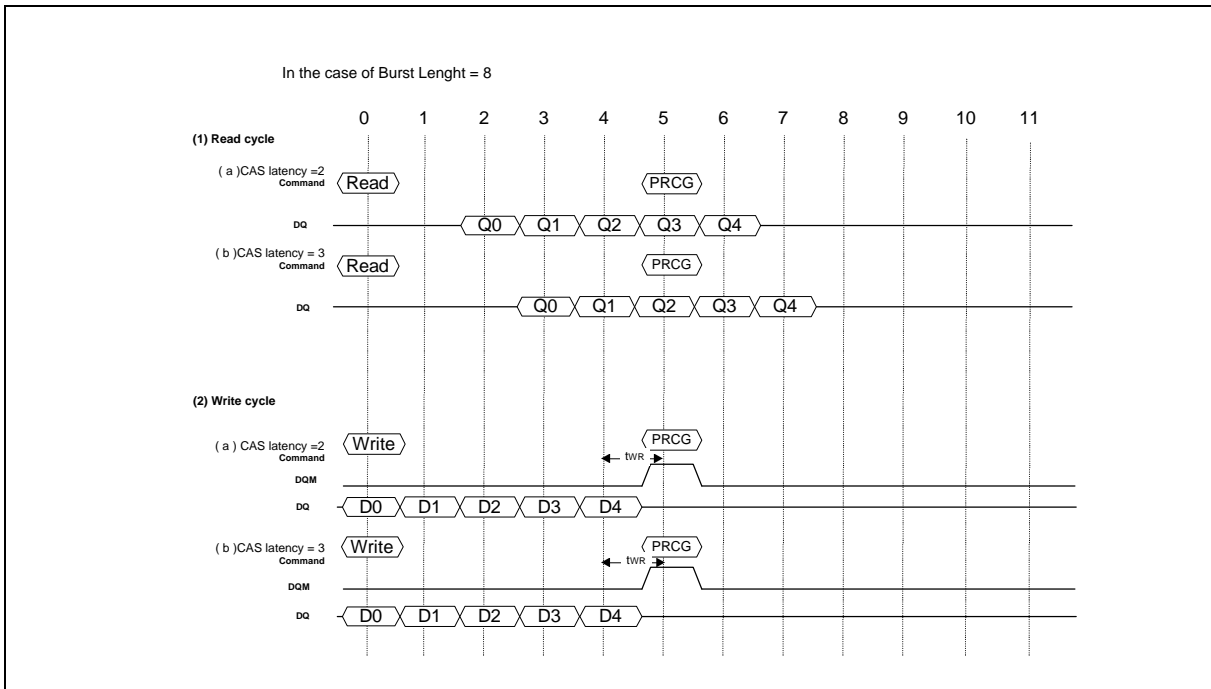 In the case of Burst Lenght = 8
0 1 2 3 4 5 6 7 8 9 10 11
(1) Read cycle
( a )CAS latency =2
Command Read PRCG
DQ Q0 Q1 Q2 Q3 Q4
( b )CAS latency = 3
Command Read PRCG
DQ Q0 Q1 Q2 Q3 Q4
(2) Write cycle
( a ) CAS latency =2
Command Write PRCG
tWR
DQM
DQ D0 D1 D2 D3 D4
( b )CAS latency = 3
Command Write PRCG
tWR
DQM
DQ D0 D1 D2 D3 D4